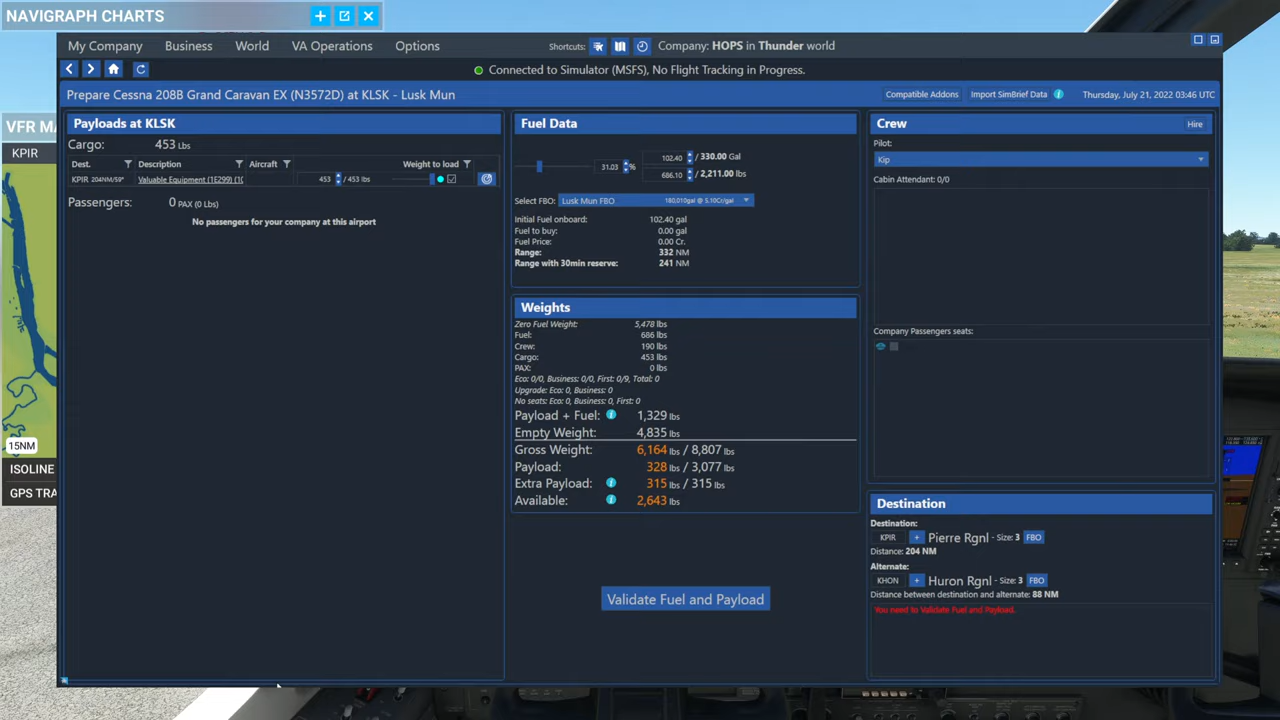 NAVIGRAPH CHARTS
My Company Business World VA Operations Options Shortcuts: Company: HOPS in Thunder world
Connected to Simulator (MSFS), No Flight Tracking in Progress.
Prepare Cessna 208B Grand Caravan EX (N3572D) at KLSK - Lusk Mun Compatible Addons Import SimBrief Data Thursday, July 21, 2022 03:46 UTC
VFR MA
KPIR
15NM
ISOLINE
GPS TRA
Payloads at KLSK
Cargo: 453 Lbs
Dest. Description Aircraft Weight to load
KPIR 204NM/59° Valuable Equipment (1E299) (10 453 / 453 lbs
Passengers: 0 PAX (0 Lbs)
No passengers for your company at this airport
Fuel Data
31.03 % 102.40 / 330.00 Gal
686.10 / 2,211.00 lbs
Select FBO: Lusk Mun FBO 180,010gal @ 5.10Cr/gal
Initial Fuel onboard: 102.40 gal
Fuel to buy: 0.00 gal
Fuel Price: 0.00 Cr.
Range: 332 NM
Range with 30min reserve: 241 NM
Weights
Zero Fuel Weight: 5,478 lbs
Fuel: 686 lbs
Crew: 190 lbs
Cargo: 453 lbs
PAX: 0 lbs
Eco: 0/0, Business: 0/0, First: 0/9, Total: 0
Upgrade: Eco: 0, Business: 0
No seats: Eco: 0, Business: 0, First: 0
Payload + Fuel: 1,329 lbs
Empty Weight: 4,835 lbs
Gross Weight: 6,164 lbs / 8,807 lbs
Payload: 328 lbs / 3,077 lbs
Extra Payload: 315 lbs / 315 lbs
Available: 2,643 lbs
Validate Fuel and Payload
Crew Hire
Pilot:
Kip
Cabin Attendant: 0/0
Company Passengers seats:
Destination
Destination:
KPIR + Pierre Rgnl - Size: 3 FBO
Distance: 204 NM
Alternate:
KHON + Huron Rgnl - Size: 3 FBO
Distance between destination and alternate: 88 NM
You need to Validate Fuel and Payload.